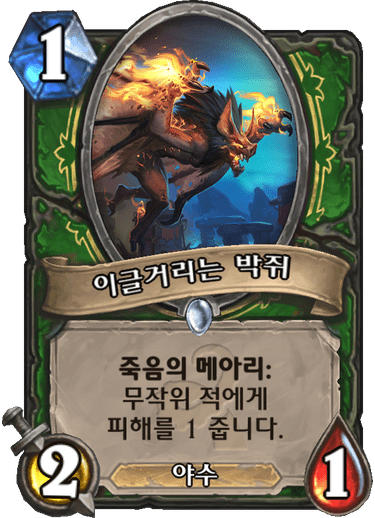 1
이글거리는 박쥐
죽음의 메아리:
무작위 적에게
피해를 1 줍니다.
2
야수
1